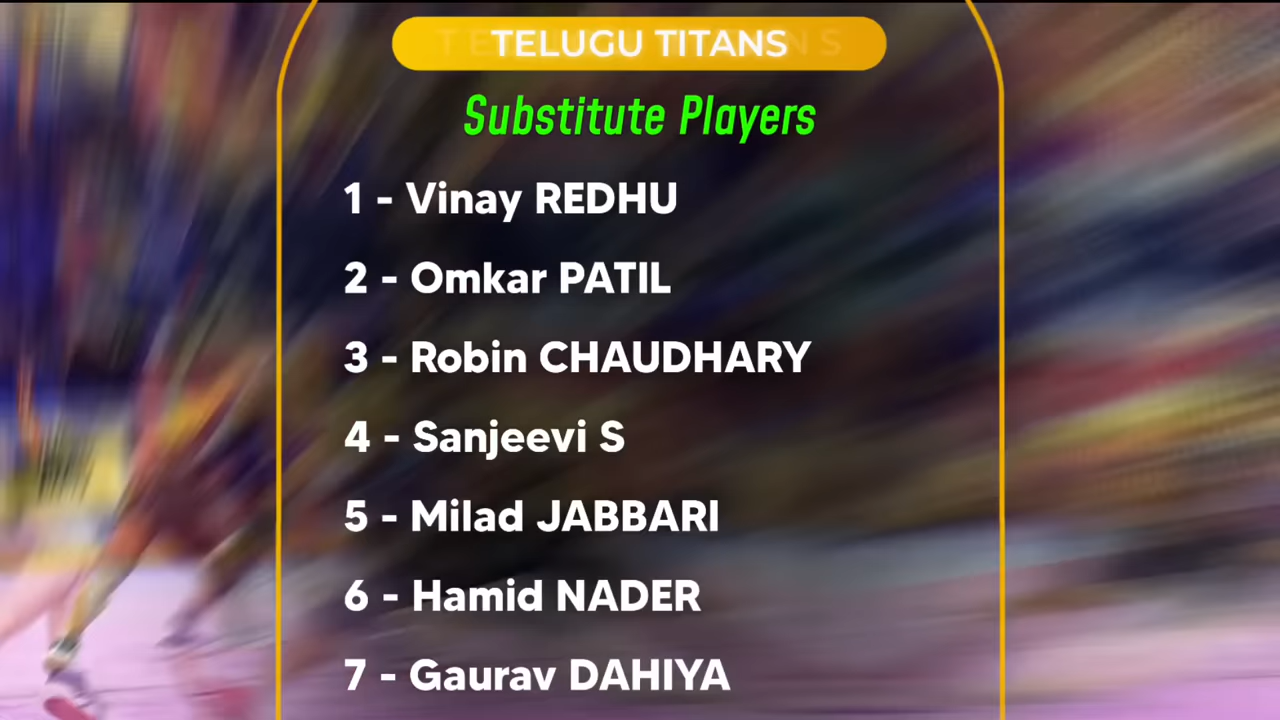 TELUGU TITANS
Substitute Players
1 - Vinay REDHU
2 - Omkar PATIL
3 - Robin CHAUDHARY
4 - Sanjeevi S
5 - Milad JABBARI
6 - Hamid NADER
7 - Gaurav DAHIYA